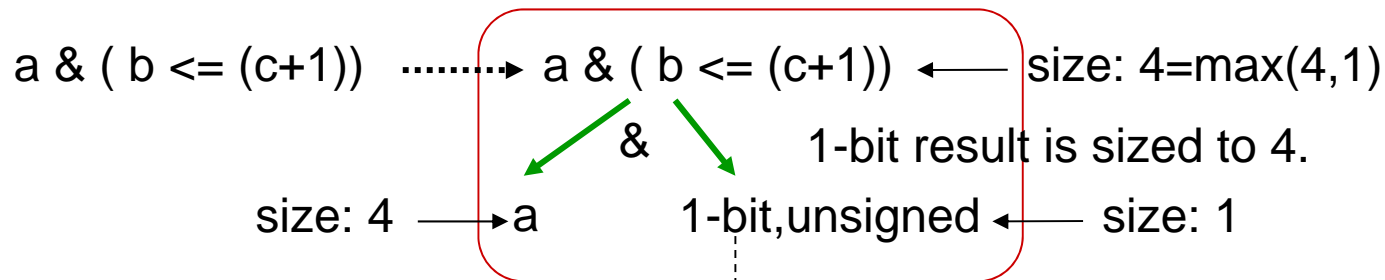 a & ( b <= (c+1)) a & ( b <= (c+1)) size: 4=max(4,1)
& 1-bit result is sized to 4.
size: 4 a 1-bit,unsigned size: 1